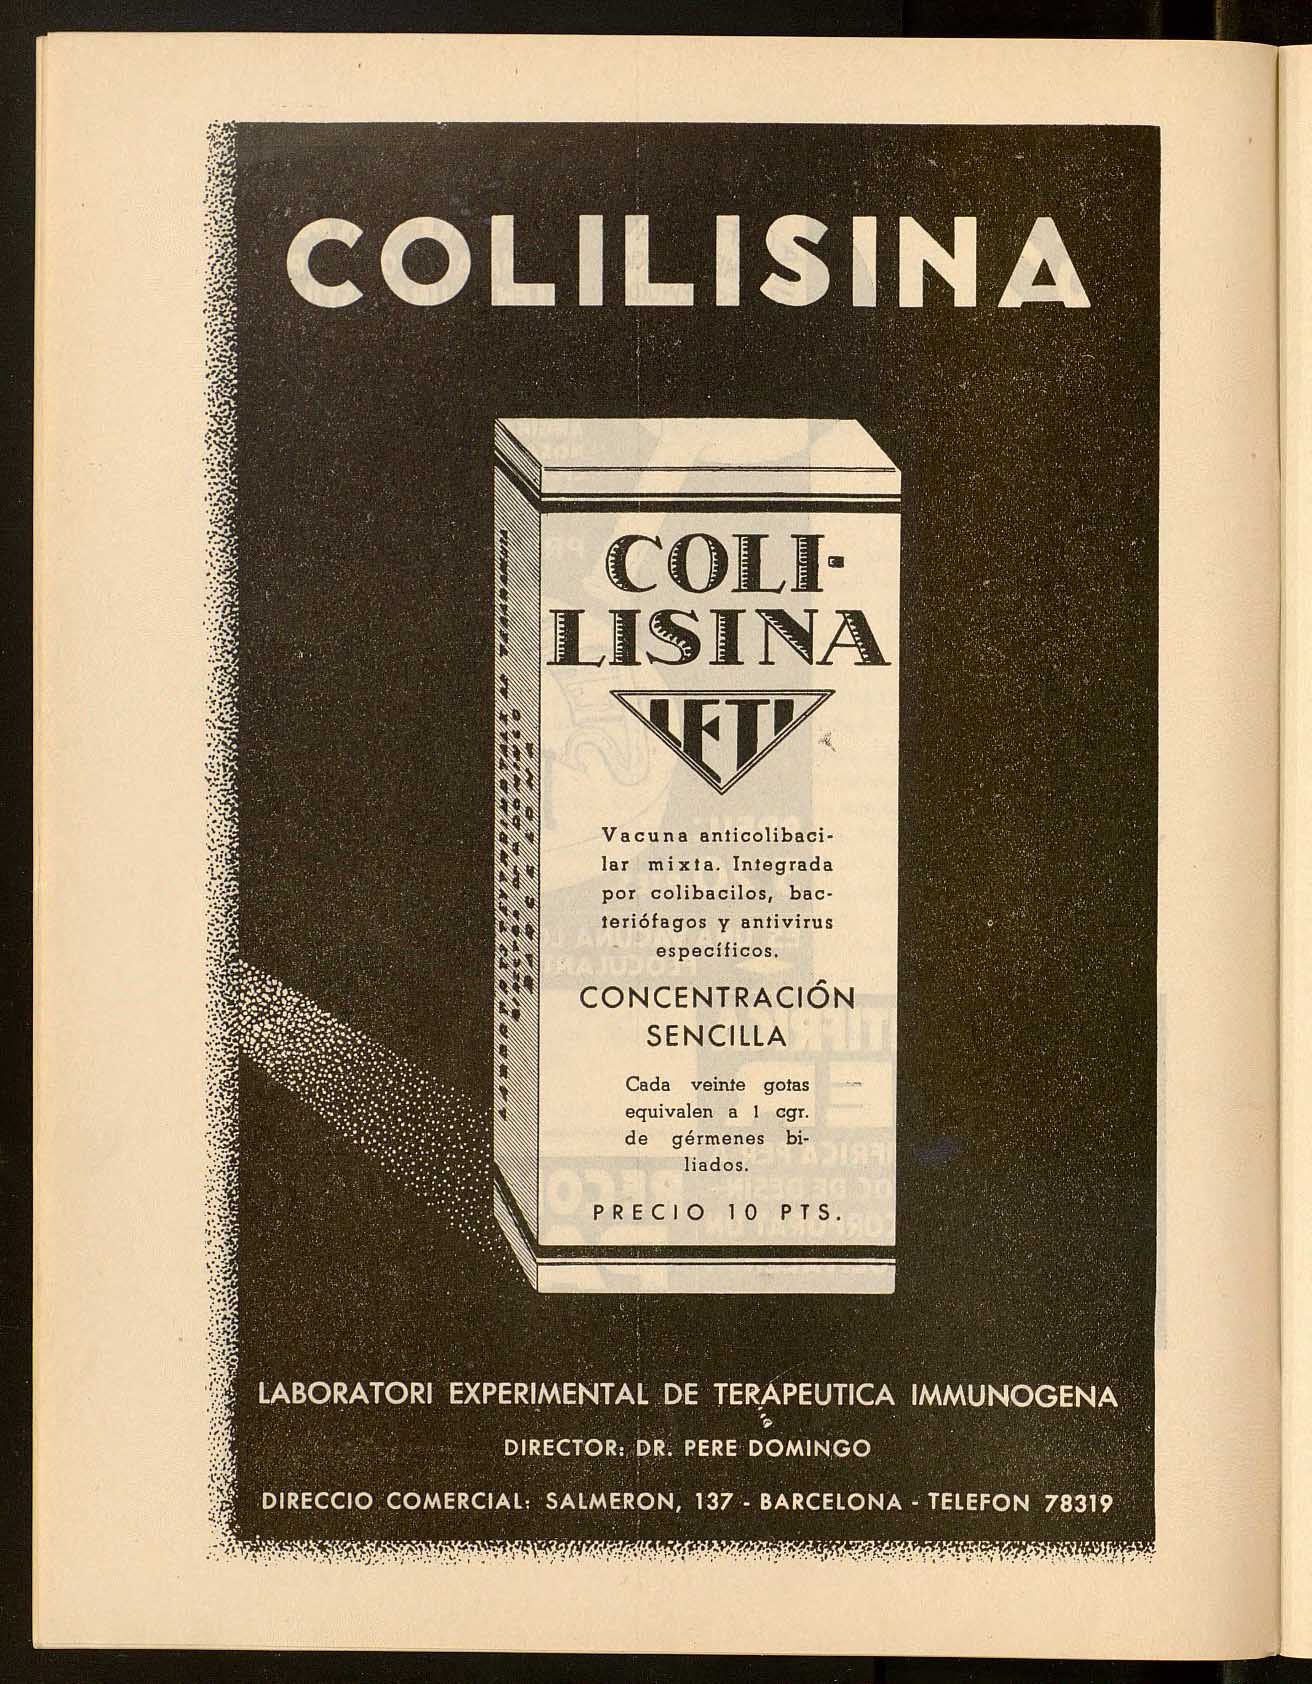 COLILISINA
COLI-
LISINA
LETI
Vacuna anticolibaci-
lar mixta. Integrada
por colibacilos, bac-
teriófagos y antivirus
específicos.
CONCENTRACIÓN
SENCILLA
Cada veinte gotas
equivalen a 1 cgr.
de gérmenes bi-
liados.
PRECIO 10 PTS.
LABORATORI EXPERIMENTAL DE TERAPEUTICA IMMUNOGENA
DIRECTOR: DR. PERE DOMINGO
DIRECCIO COMERCIAL: SALMERON, 137 - BARCELONA - TELEFON 78319